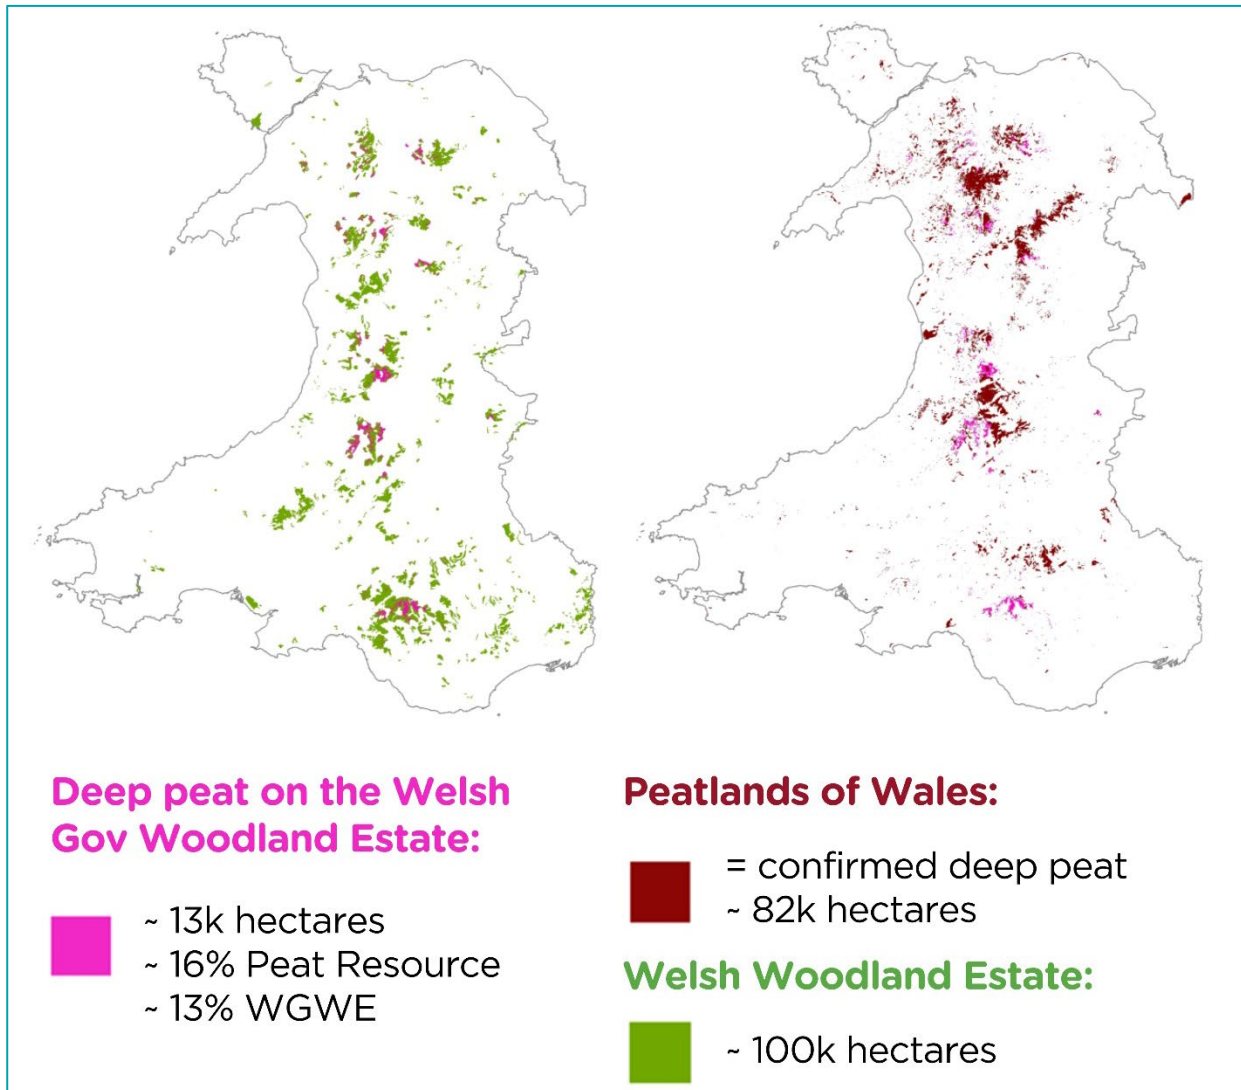 Deep peat on the Welsh
Gov Woodland Estate:
~ 13k hectares
~ 16% Peat Resource
~ 13% WGWE
Peatlands of Wales:
= confirmed deep peat
~ 82k hectares
Welsh Woodland Estate:
~ 100k hectares